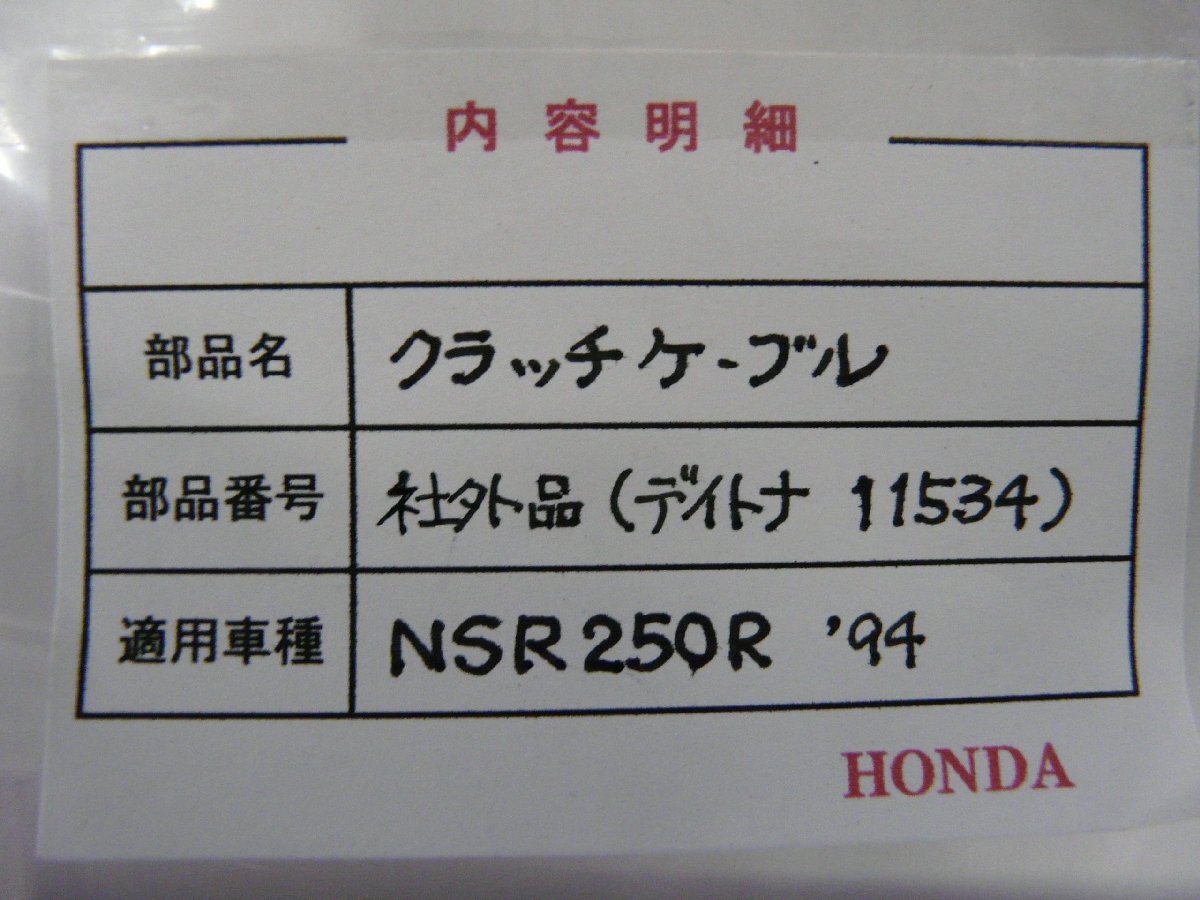 内容明細
部品名 クラッチケーブル
部品番号 社外品(デイトナ 11534)
適用車種 NSR250R '94
HONDA